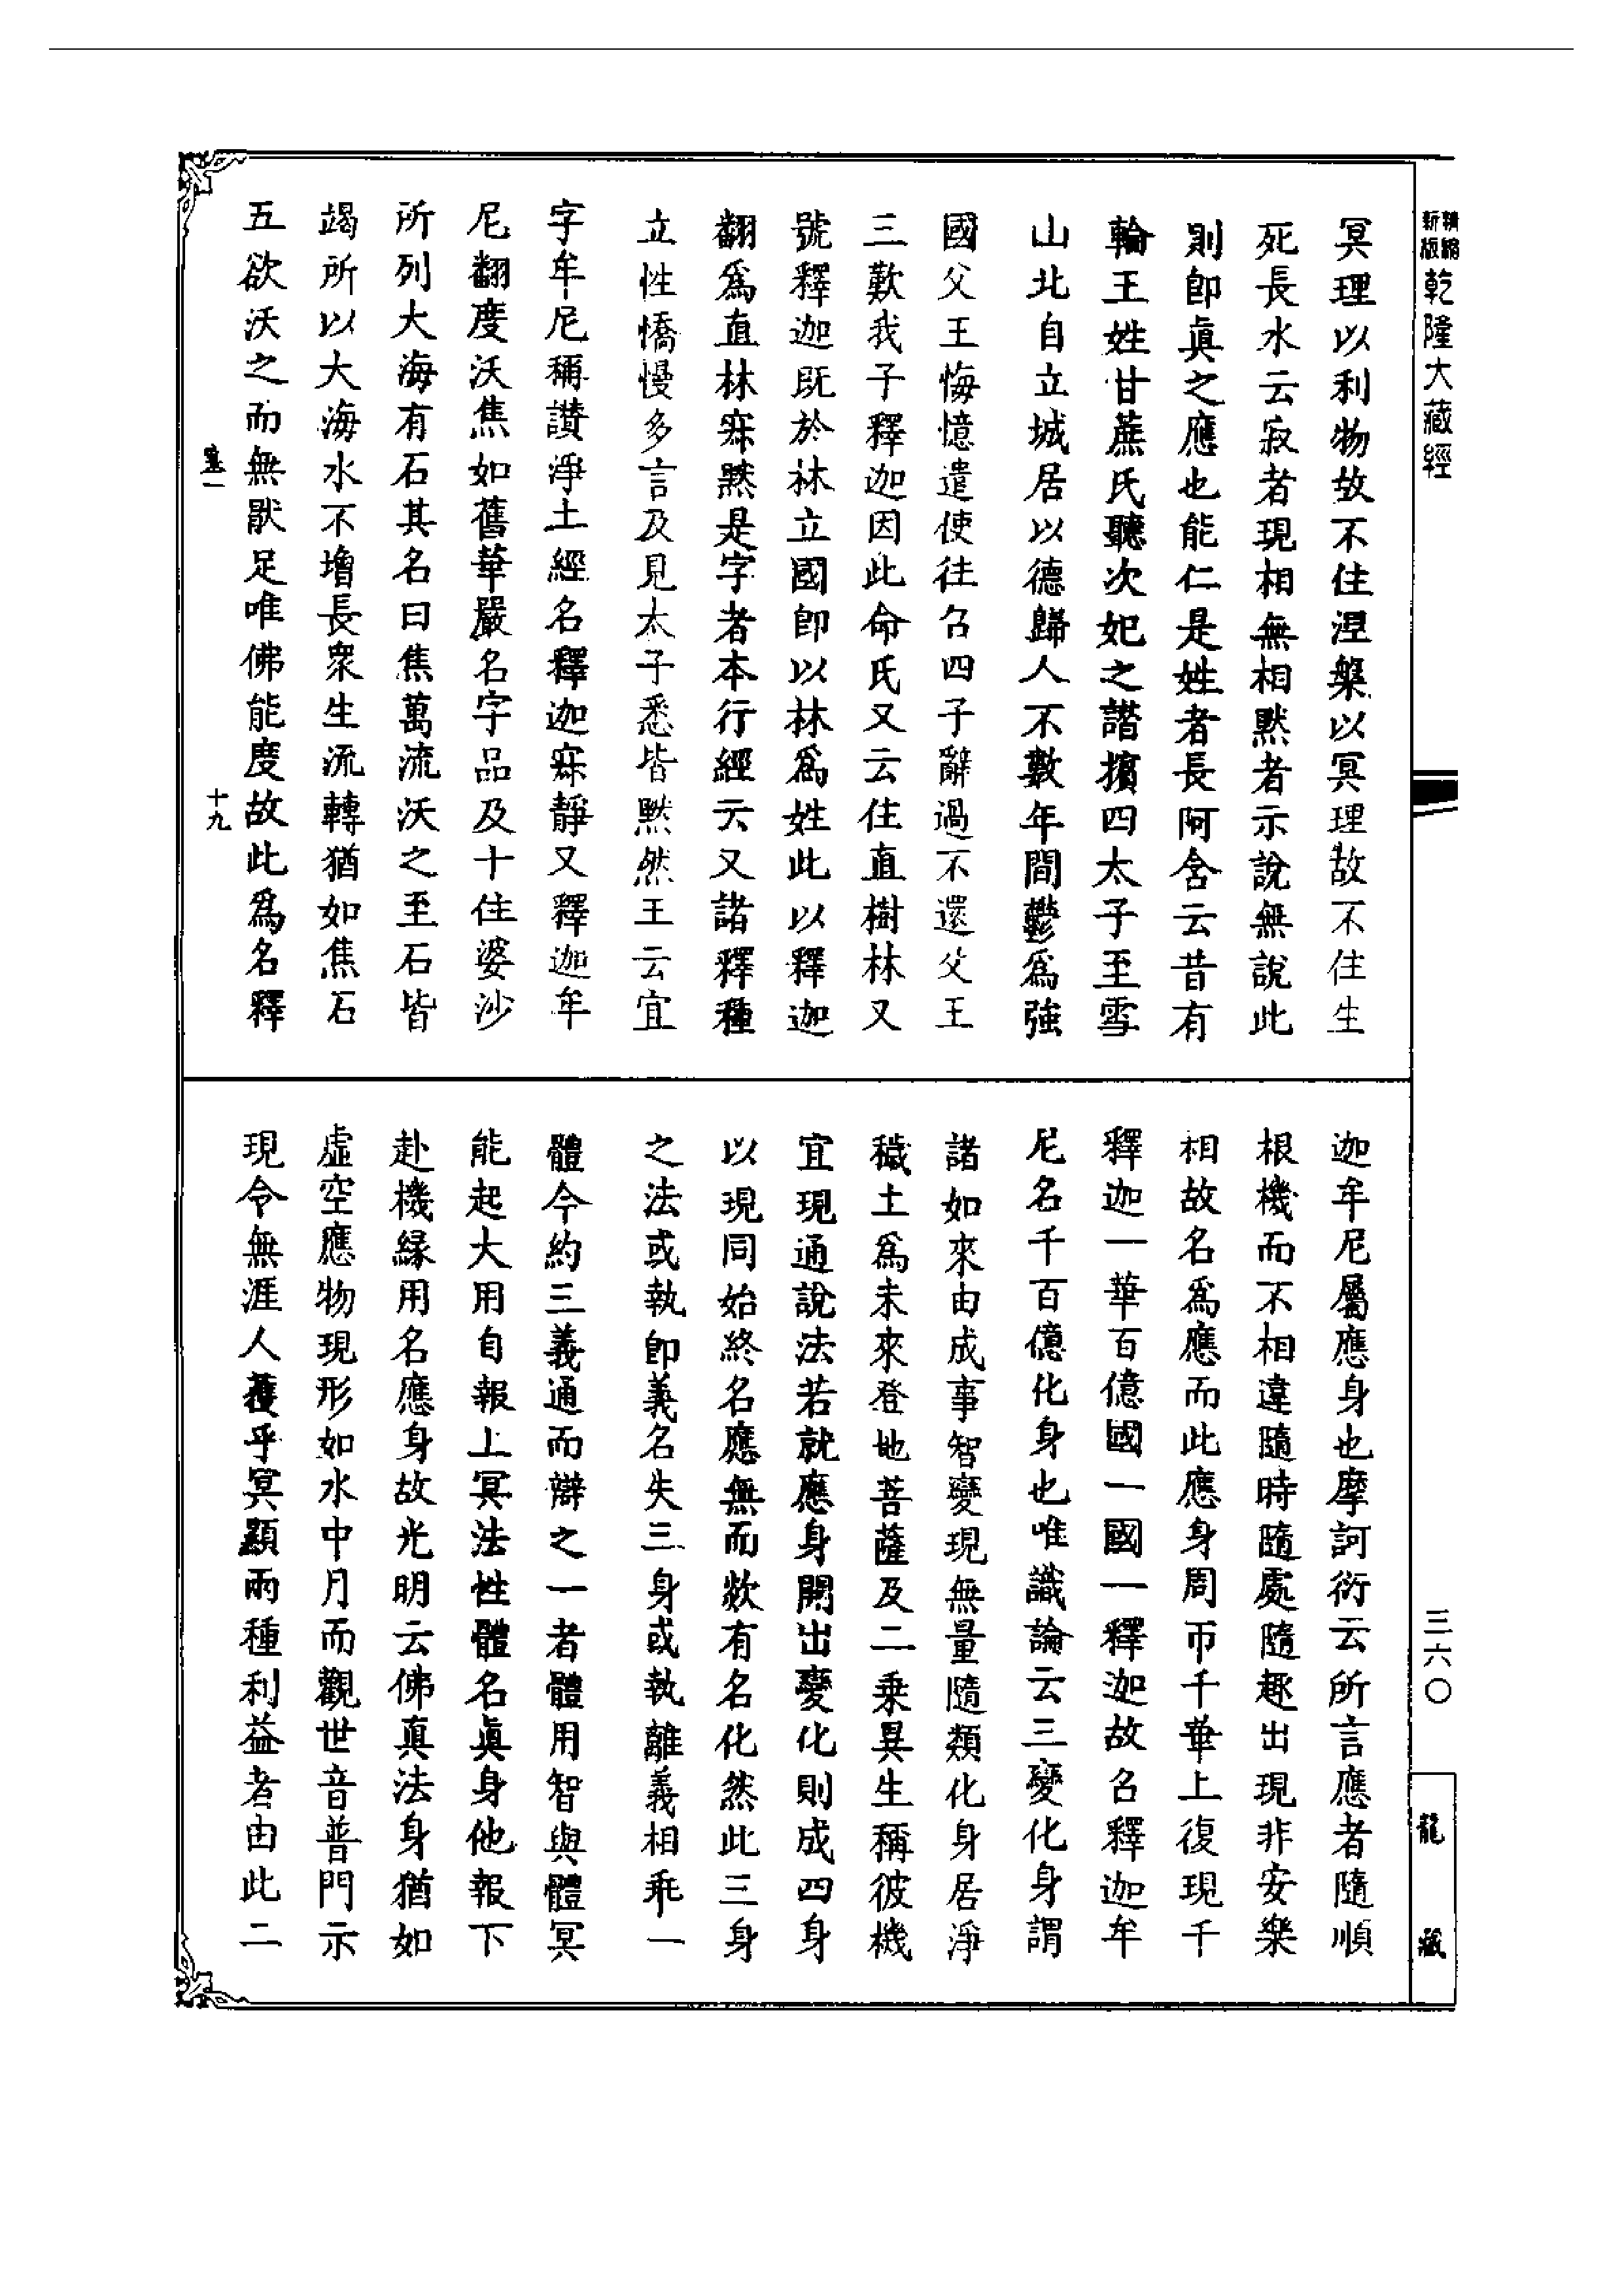 精縮新版乾隆大藏經
冥理以利物故不住涅槃以冥理故不住生
死長水云寂者現相無相默者示說無說此
則卽眞之應也能仁是姓者長阿含云昔有
輪王姓甘蔗氏聽次妃之譖擯四太子至雪
山北自立城居以德歸人不數年間鬱爲強
國父王悔憶遣使往召四子辭過不還父王
三歎我子釋迦因此命氏又云住直樹林又
號釋迦既於林立國卽以林爲姓此以釋迦
翻爲直林寂默是字者本行經云又諸釋種
立性憍慢多言及見太子悉皆默然王云宜
字牟尼稱讚淨土經名釋迦寂靜又釋迦牟
尼翻度沃焦如舊華嚴名字品及十住婆沙
所列大海有石其名曰焦萬流沃之至石皆
竭所以大海水不增長衆生流轉猶如焦石
五欲沃之而無猒足唯佛能度故此爲名釋
十九
迦牟尼屬應身也摩訶衍云所言應者隨順
根機而不相違隨時隨處隨趣出現非安樂
相故名爲應而此應身周帀千華上復現千
釋迦一華百億國一國一釋迦故名釋迦牟
尼名千百億化身也唯識論云三變化身謂
諸如來由成事智變現無量隨類化身居淨
穢土爲未來登地菩薩及二乗異生稱彼機
宜現通說法若就應身開出變化則成四身
以現同始終名應無而欻有名化然此三身
之法或執卽義名失三身或執離義相乖一
體今約三義通而辯之一者體用智與體冥
能起大用自報上冥法性體名眞身他報下
赴機緣用名應身故光明云佛真法身猶如
虛空應物現形如水中月而觀世音普門示
現令無涯人獲乎冥顯兩種利益者由此二
三六〇
龍藏